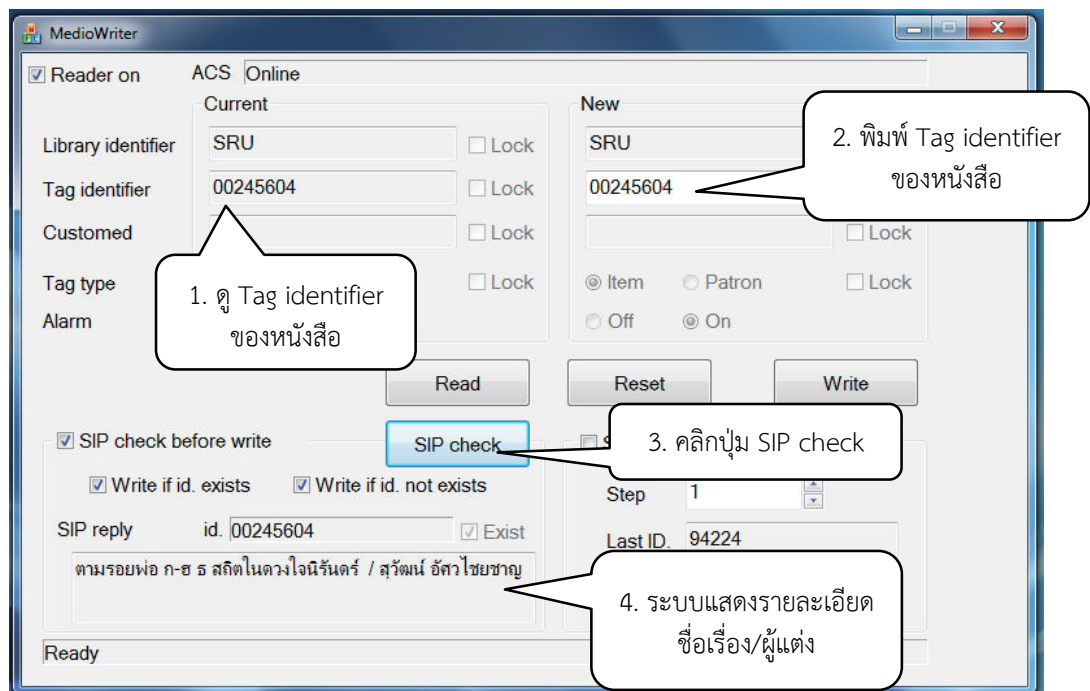 MedioWriter
Reader on ACS Online
Current New
Library identifier SRU Lock SRU
2. พิมพ์ Tag identifier
ของหนังสือ
Tag identifier 00245604 Lock 00245604
Customed Lock Lock
Tag type Lock Item Patron Lock
1. ดู Tag identifier
ของหนังสือ
Alarm Off On
Read Reset Write
SIP check before write SIP check
3. คลิกปุ่ม SIP check
Write if id. exists Write if id. not exists Step 1
SIP reply id. 00245604 Exist Last ID. 94224
ตามรอยพ่อ ก-ฮ ธ สถิตในดวงใจนิรันดร์ / สุวัฒน์ อัศวไชยชาญ
4. ระบบแสดงรายละเอียด
ชื่อเรื่อง/ผู้แต่ง
Ready